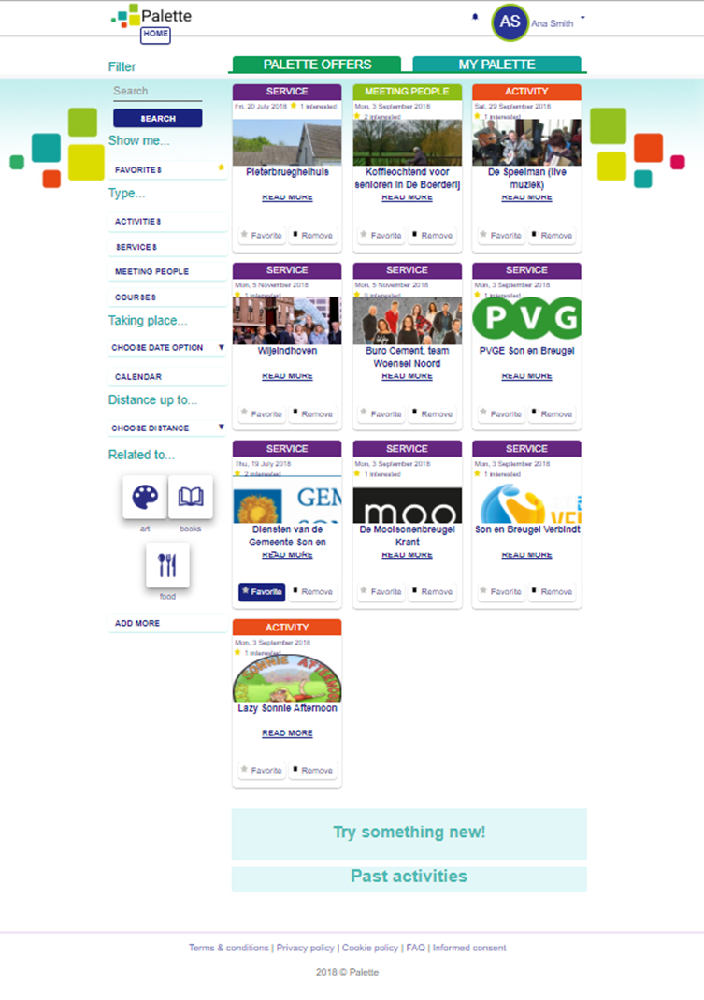 Palette
HOME
AS
Ana Smith
Filter
Search
SEARCH
Show me...
FAVORITES
Type...
ACTIVITIES
SERVICES
MEETING PEOPLE
COURSES
Taking place...
CHOOSE DATE OPTION
CALENDAR
Distance up to...
CHOOSE DISTANCE
Related to...
art
books
food
ADD MORE
PALETTE OFFERS
MY PALETTE
SERVICE
Fri, 20 July 2018 1 interested
Pieterbrueghelhuis
READ MORE
Favorite Remove
MEETING PEOPLE
Mon, 3 September 2018
2 interested
Koffieochtend voor
senioren in De Boerderij
READ MORE
Favorite Remove
ACTIVITY
Sat, 29 September 2018
1 interested
De Speelman (live
muziek)
READ MORE
Favorite Remove
SERVICE
Mon, 5 November 2018
1 interested
WijEindhoven
READ MORE
Favorite Remove
SERVICE
Mon, 5 November 2018
0 interested
Buro Cement, team
Woensel Noord
READ MORE
Favorite Remove
SERVICE
Mon, 3 September 2018
1 interested
PVG
PVGE Son en Breugel
READ MORE
Favorite Remove
SERVICE
Thu, 19 July 2018
2 interested
GEM
SON
Diensten van de
Gemeente Son en
READ MORE
Favorite Remove
SERVICE
Mon, 3 September 2018
1 interested
moo
De Mooisonenbreugel
Krant
READ MORE
Favorite Remove
SERVICE
Mon, 3 September 2018
1 interested
VER
Son en Breugel Verbindt
READ MORE
Favorite Remove
ACTIVITY
Mon, 3 September 2018
1 interested
LAZY SONNIE AFTERNOON
Lazy Sonnie Afternoon
READ MORE
Favorite Remove
Try something new!
Past activities
Terms & conditions | Privacy policy | Cookie policy | FAQ | Informed consent
2018 © Palette